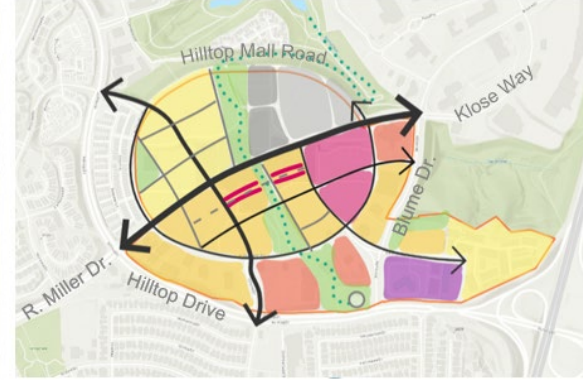 Hilltop Mall Road
Klose Way
Blume Dr.
R. Miller Dr.
Hilltop Drive